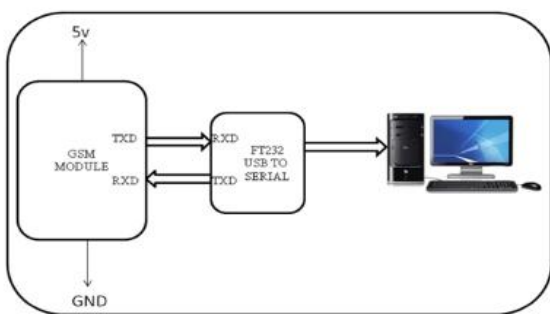 5v
GSM
MODULE
TXD
RXD
RXD
TXD
FT232
USB TO
SERIAL
GND